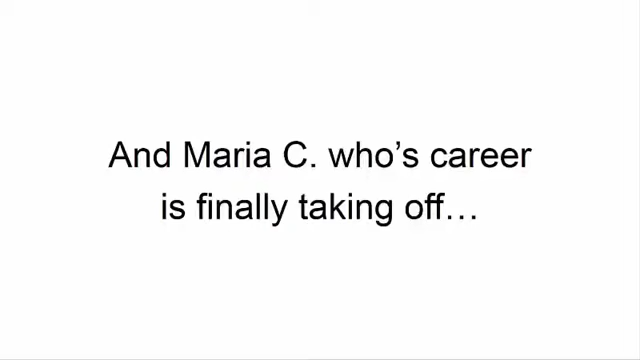 And Maria C. who’s career
is finally taking off…